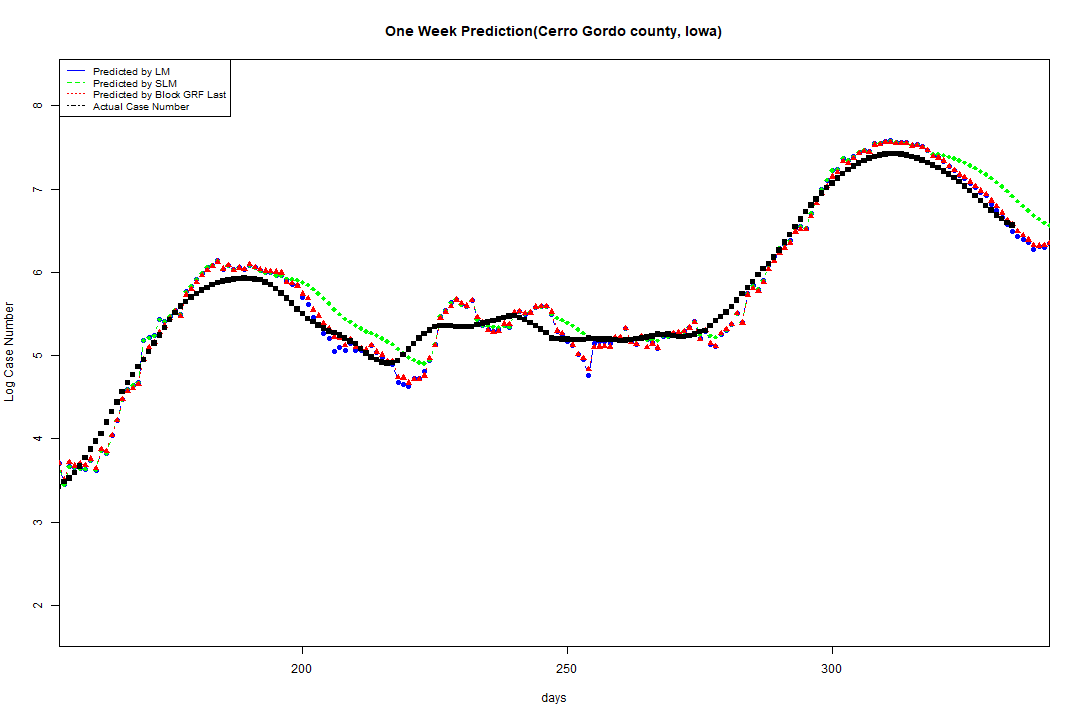 One Week Prediction(Cerro Gordo county, Iowa)
Predicted by LM
Predicted by SLM
Predicted by Block GRF Last
Actual Case Number
8
7
6
5
4
3
2
Log Case Number
200
250
300
days